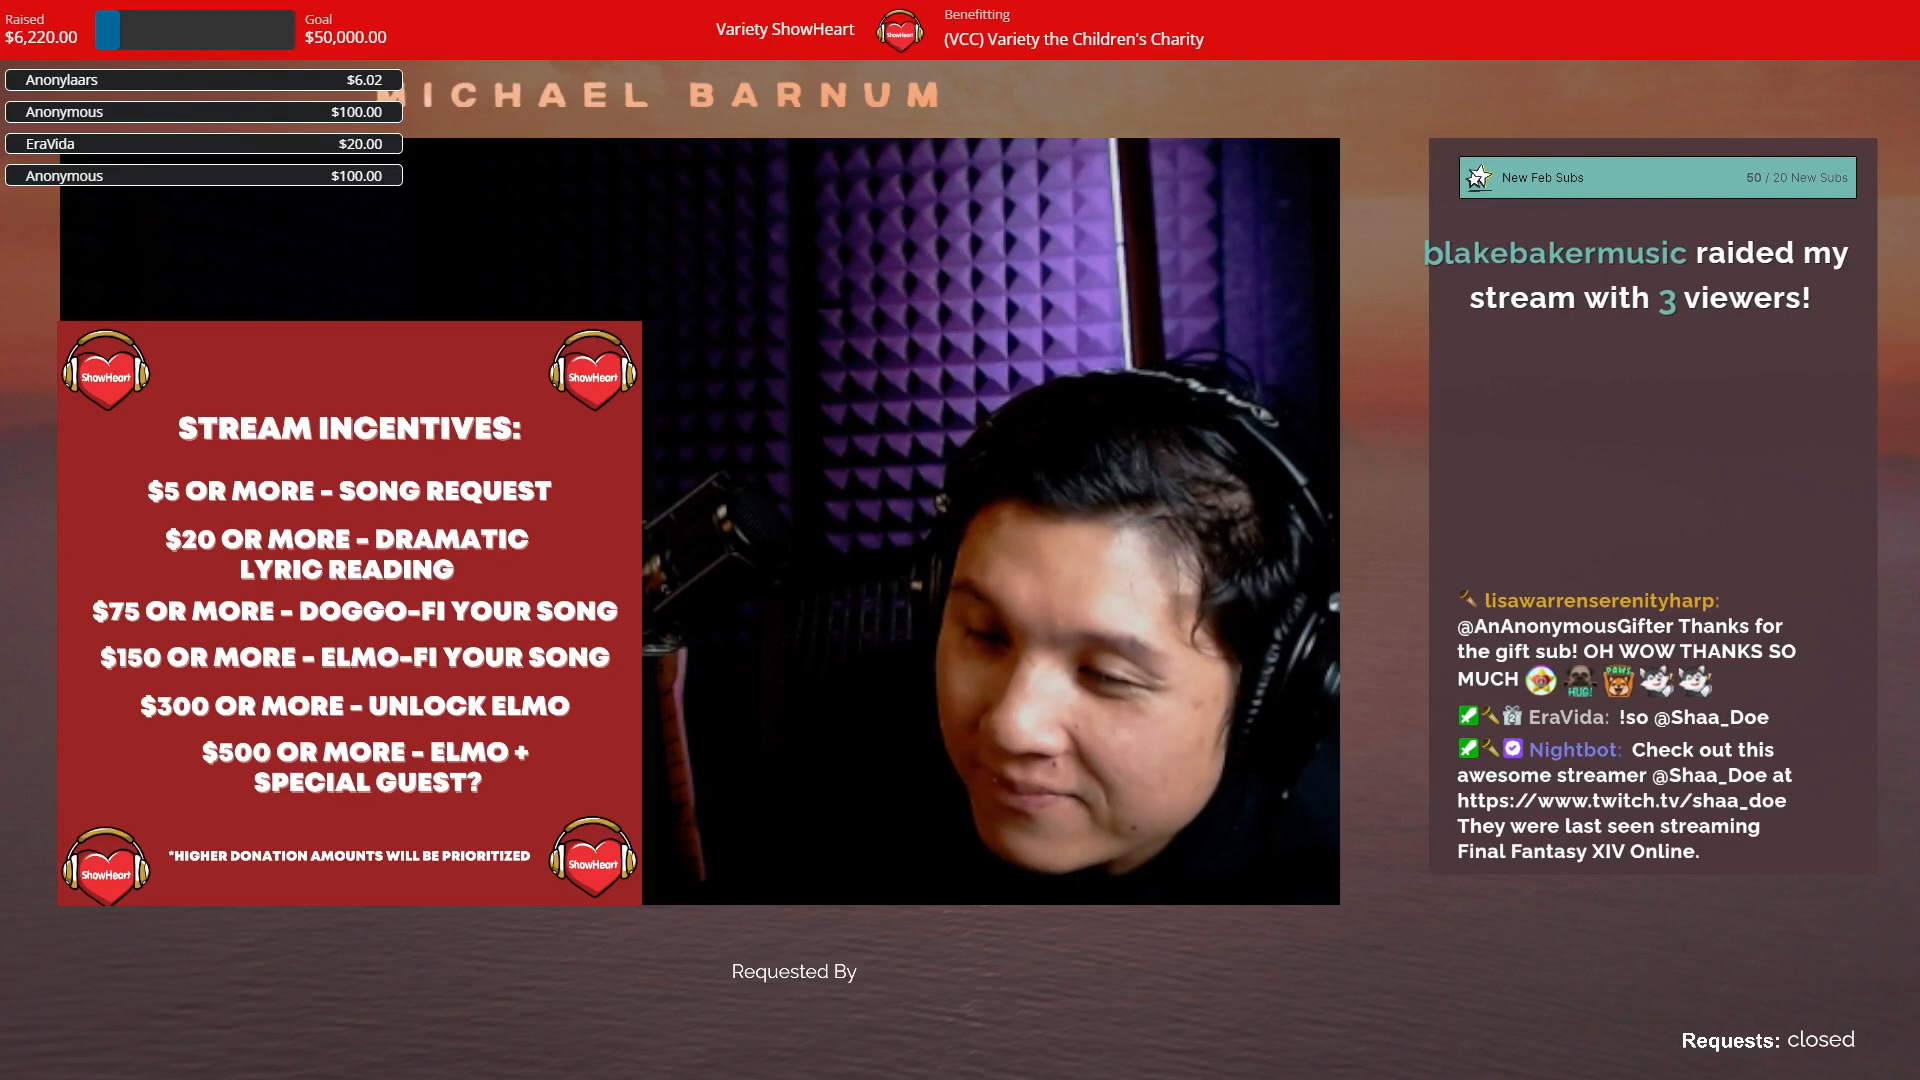 Raised
$6,220.00
Goal
$50,000.00
Variety ShowHeart
ShowHeart
Benefitting
(VCC) Variety the Children's Charity
Anonylaars $6.02
Anonymous $100.00
EraVida $20.00
Anonymous $100.00
MICHAEL BARNUM
ShowHeart
ShowHeart
STREAM INCENTIVES:
$5 OR MORE - SONG REQUEST
$20 OR MORE - DRAMATIC
LYRIC READING
$75 OR MORE - DOGGO-FI YOUR SONG
$150 OR MORE - ELMO-FI YOUR SONG
$300 OR MORE - UNLOCK ELMO
$500 OR MORE - ELMO +
SPECIAL GUEST?
*HIGHER DONATION AMOUNTS WILL BE PRIORITIZED
ShowHeart
ShowHeart
New Feb Subs 50 / 20 New Subs
blakebakermusic raided my
stream with 3 viewers!
lisawarrenserenityharp:
@AnAnonymousGifter Thanks for
the gift sub! OH WOW THANKS SO
MUCH HUG! PAWS
2 EraVida: !so @Shaa_Doe
Nightbot: Check out this
awesome streamer @Shaa_Doe at
https://www.twitch.tv/shaa_doe
They were last seen streaming
Final Fantasy XIV Online.
Requested By
Requests: closed